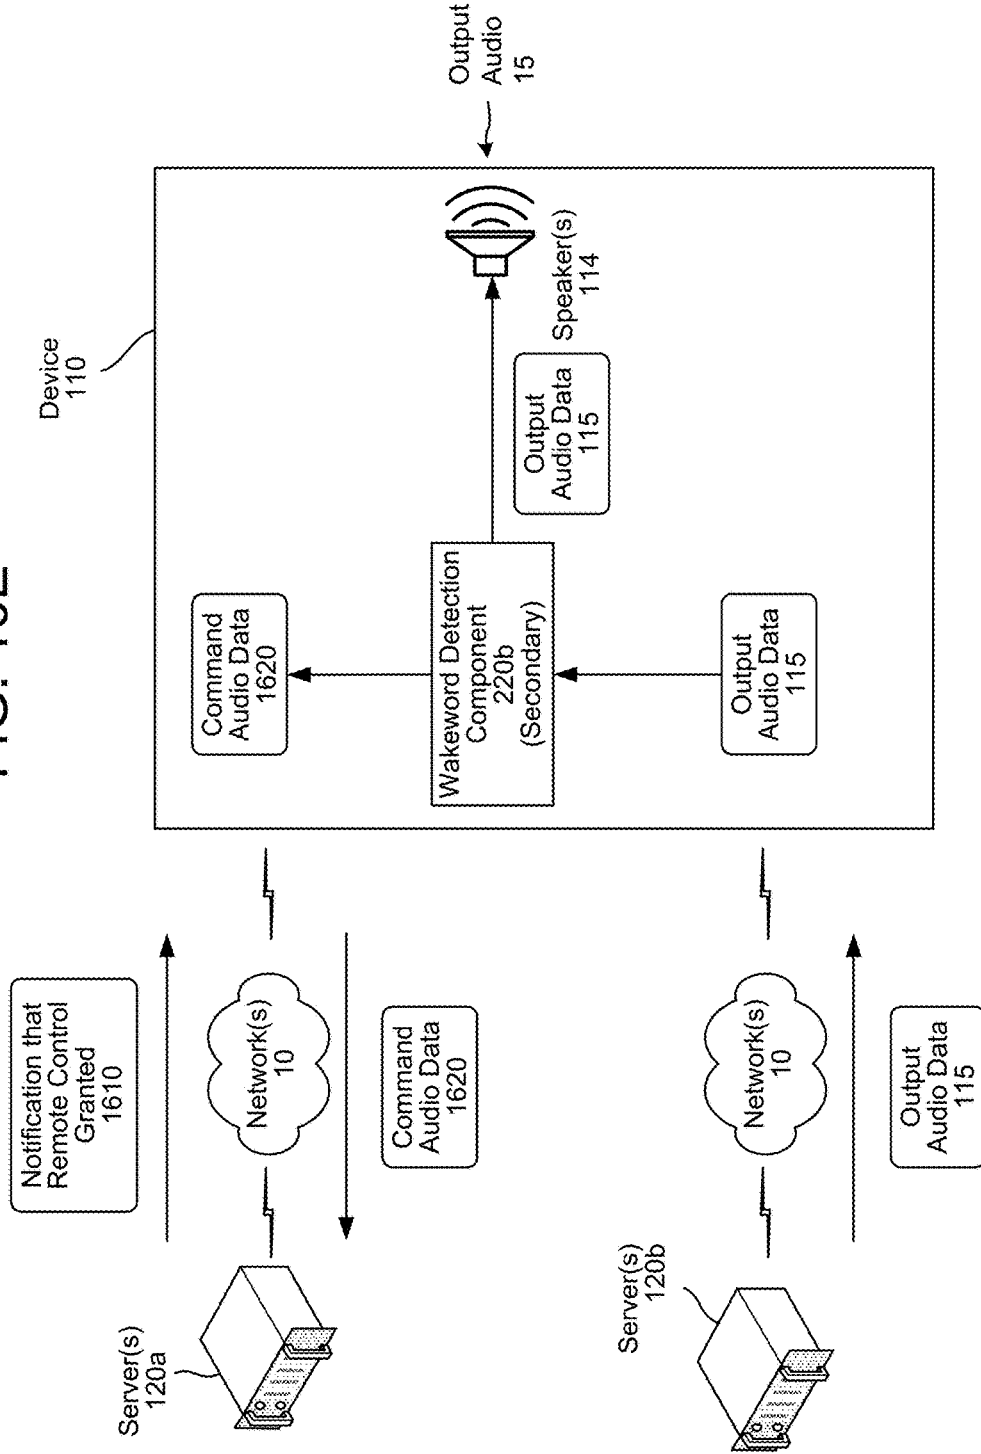 FIG.
Notification that
Remote Control
Granted
1610
Device
110
Server(s)
120a
Network(s)
10
Command
Audio Data
1620
Command
Audio Data
1620
Wakeword Detection
Component
220b
(Secondary)
Output
Audio Data
115
Speaker(s)
114
Output
Audio
15
Server(s)
120b
Network(s)
10
Output
Audio Data
115
Output
Audio Data
115